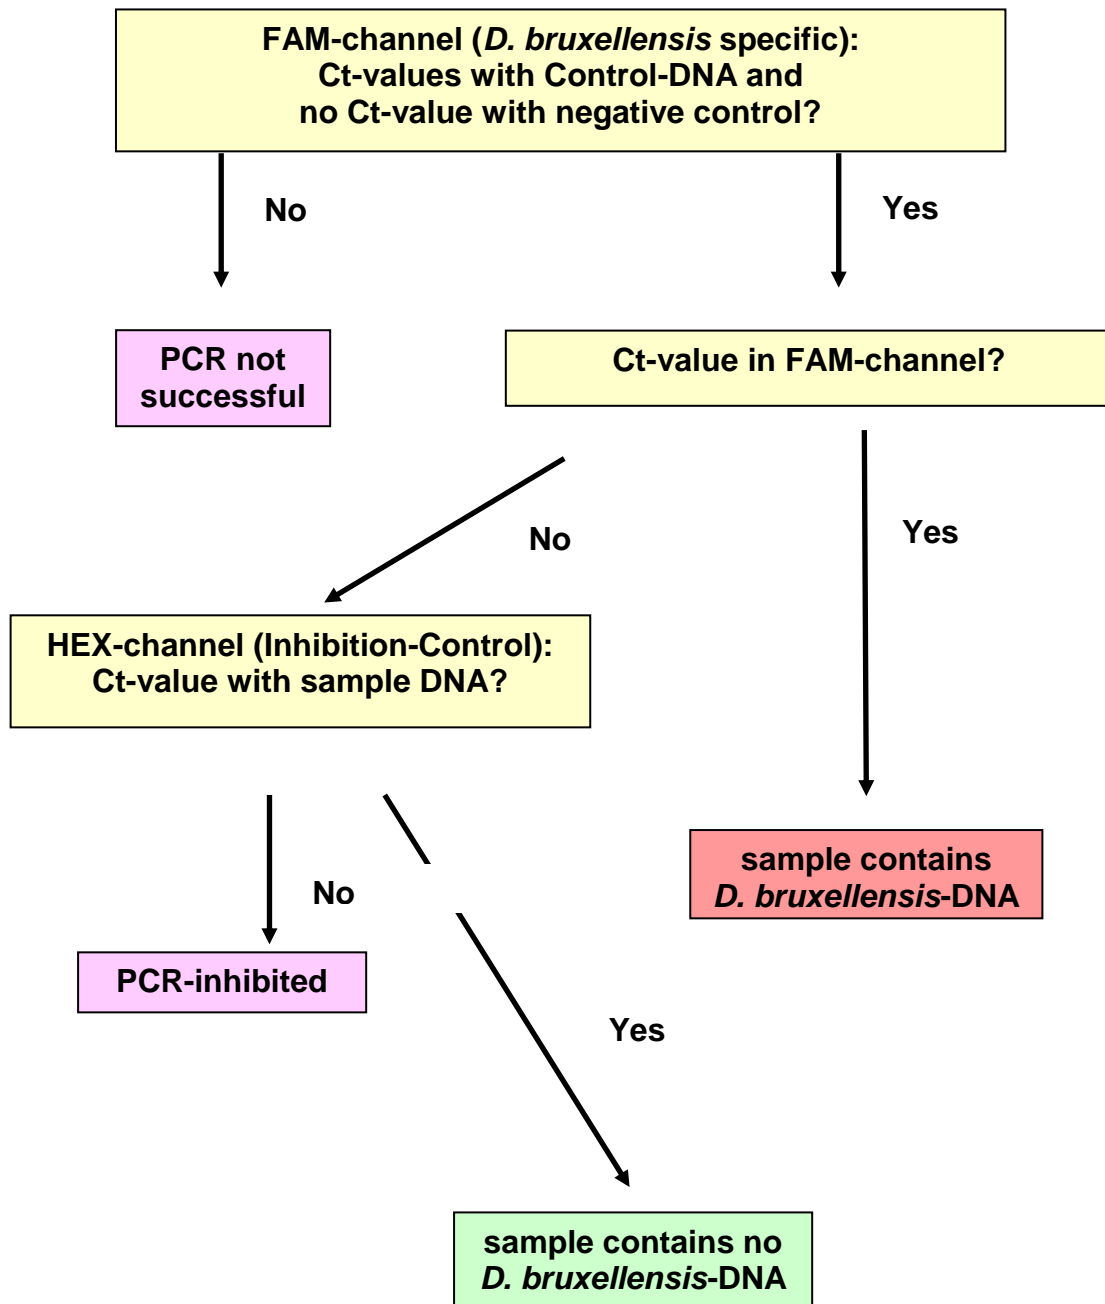 FAM-channel (D. bruxellensis specific):
Ct-values with Control-DNA and
no Ct-value with negative control?
No
Yes
PCR not
successful
Ct-value in FAM-channel?
No
Yes
HEX-channel (Inhibition-Control):
Ct-value with sample DNA?
sample contains
D. bruxellensis-DNA
No
PCR-inhibited
Yes
sample contains no
D. bruxellensis-DNA